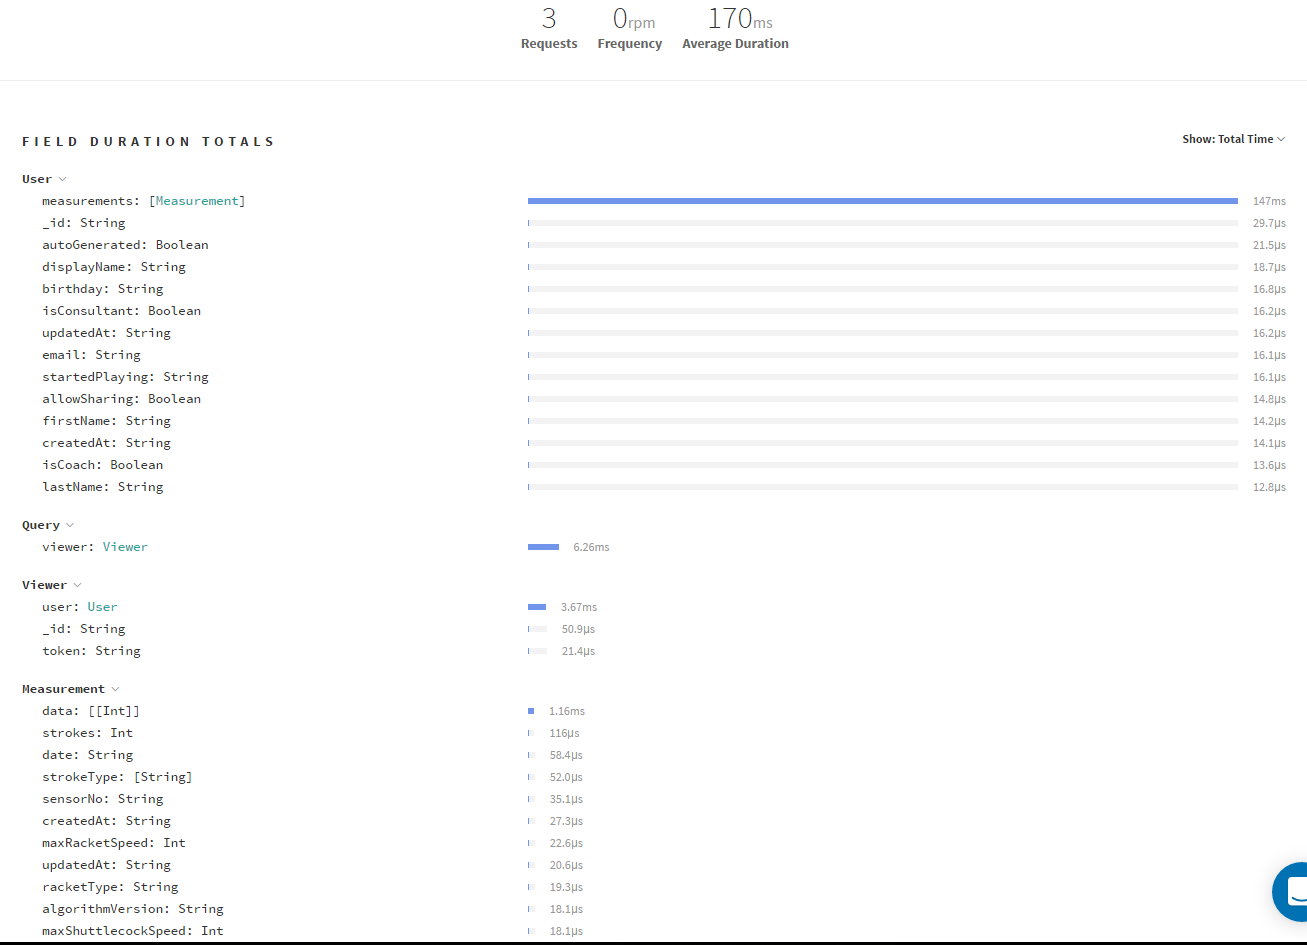 3 0rpm 170ms
Requests Frequency Average Duration
FIELD DURATION TOTALS Show: Total Time
User
measurements: [Measurement] 147ms
_id: String 29.7µs
autoGenerated: Boolean 21.5µs
displayName: String 18.7µs
birthday: String 16.8µs
isConsultant: Boolean 16.2µs
updatedAt: String 16.2µs
email: String 16.1µs
startedPlaying: String 16.1µs
allowSharing: Boolean 14.8µs
firstName: String 14.2µs
createdAt: String 14.1µs
isCoach: Boolean 13.6µs
lastName: String 12.8µs
Query
viewer: Viewer 6.26ms
Viewer
user: User 3.67ms
_id: String 50.9µs
token: String 21.4µs
Measurement
data: [[Int]] 1.16ms
strokes: Int 116µs
date: String 58.4µs
strokeType: [String] 52.0µs
sensorNo: String 35.1µs
createdAt: String 27.3µs
maxRacketSpeed: Int 22.6µs
updatedAt: String 20.6µs
racketType: String 19.3µs
algorithmVersion: String 18.1µs
maxShuttlecockSpeed: Int 18.1µs